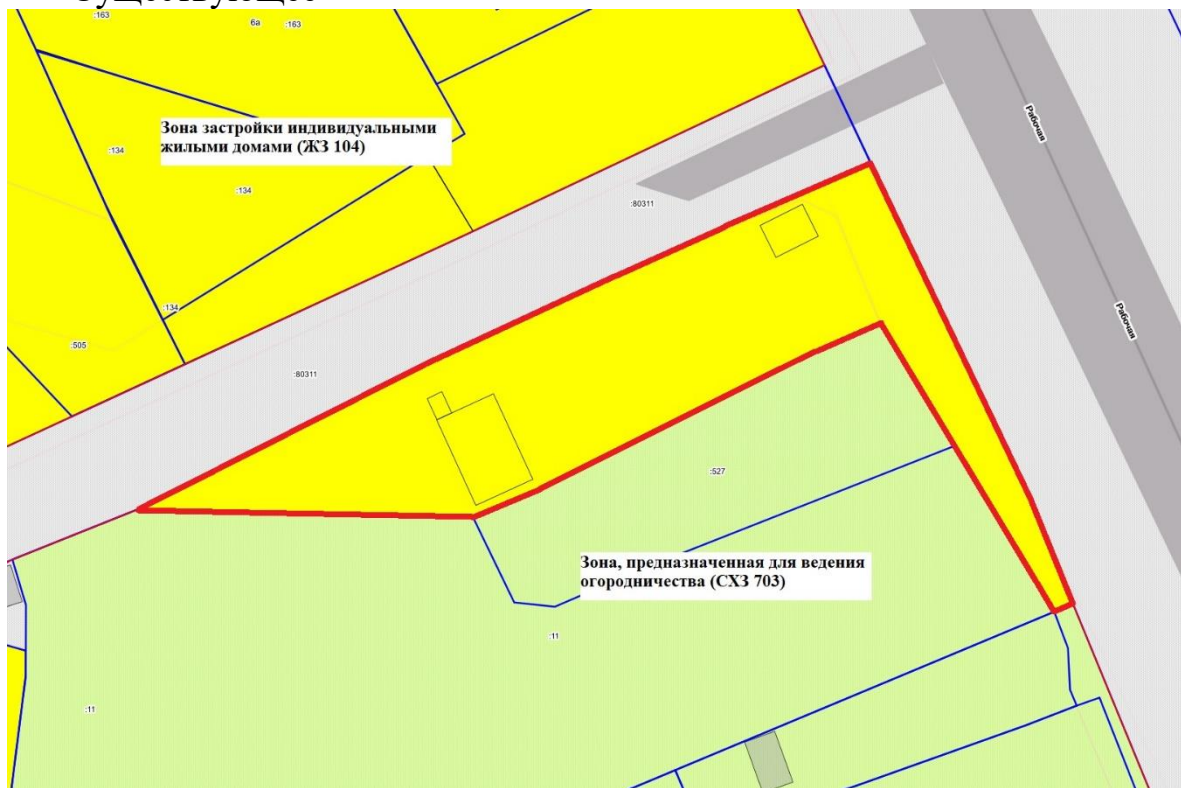 Существующее
:163
6а
:163
Зона застройки индивидуальными
жилыми домами (ЖЗ 104)
:134
:134
:80311
Рабочая
:134
:505
:80311
Рабочая
:527
Зона, предназначенная для ведения
огородничества (СХЗ 703)
:11
:11